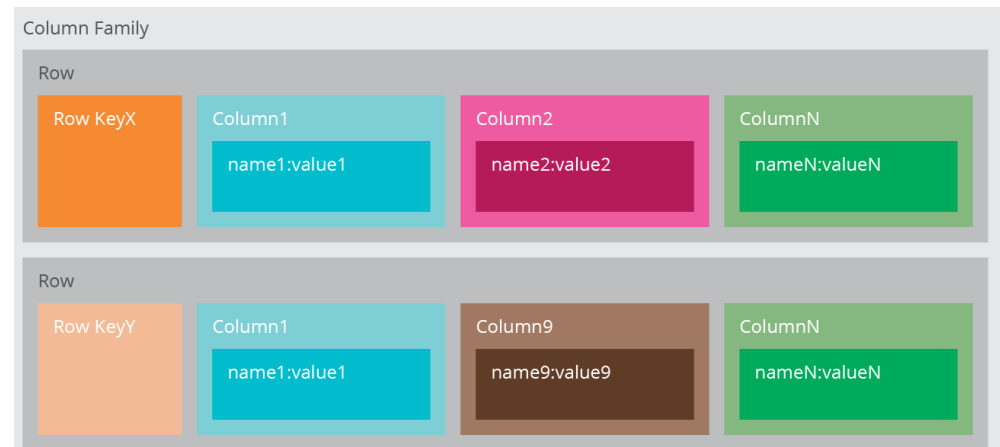 Column Family
Row
Row KeyX
Column1
name1:value1
Column2
name2:value2
ColumnN
nameN:valueN
Row
Row KeyY
Column1
name1:value1
Column9
name9:value9
ColumnN
nameN:valueN